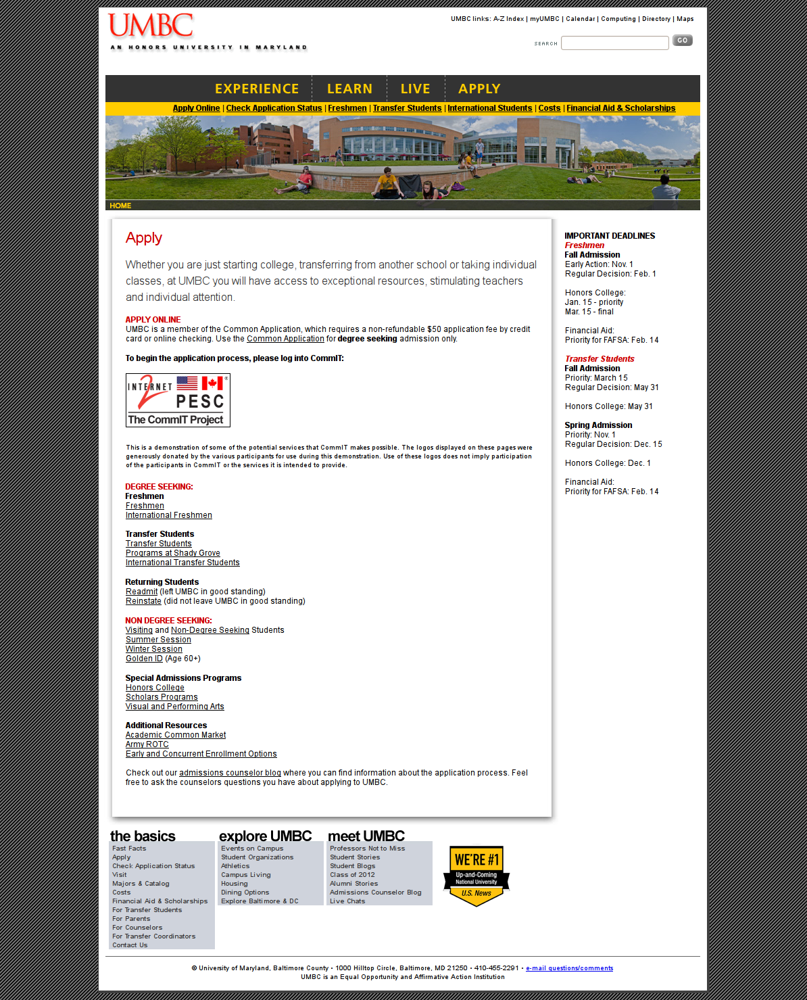 UMBC
AN HONORS UNIVERSITY IN MARYLAND
UMBC links: A-Z Index | myUMBC | Calendar | Computing | Directory | Maps
SEARCH GO
EXPERIENCE LEARN LIVE APPLY
Apply Online | Check Application Status | Freshmen | Transfer Students | International Students | Costs | Financial Aid & Scholarships
HOME
Apply
Whether you are just starting college, transferring from another school or taking individual
classes, at UMBC you will have access to exceptional resources, stimulating teachers
and individual attention.
APPLY ONLINE
UMBC is a member of the Common Application, which requires a non-refundable $50 application fee by credit
card or online checking. Use the Common Application for degree seeking admission only.
To begin the application process, please log into CommIT:
INTERNET 2
PESC
®
The CommIT Project
This is a demonstration of some of the potential services that CommIT makes possible. The logos displayed on these pages were
generously donated by the various participants for use during this demonstration. Use of these logos does not imply participation
of the participants in CommIT or the services it is intended to provide.
DEGREE SEEKING:
Freshmen
Freshmen
International Freshmen
Transfer Students
Transfer Students
Programs at Shady Grove
International Transfer Students
Returning Students
Readmit (left UMBC in good standing)
Reinstate (did not leave UMBC in good standing)
NON DEGREE SEEKING:
Visiting and Non-Degree Seeking Students
Summer Session
Winter Session
Golden ID (Age 60+)
Special Admissions Programs
Honors College
Scholars Programs
Visual and Performing Arts
Additional Resources
Academic Common Market
Army ROTC
Early and Concurrent Enrollment Options
Check out our admissions counselor blog where you can find information about the application process. Feel
free to ask the counselors questions you have about applying to UMBC.
IMPORTANT DEADLINES
Freshmen
Fall Admission
Early Action: Nov. 1
Regular Decision: Feb. 1
Honors College:
Jan. 15 - priority
Mar. 15 - final
Financial Aid:
Priority for FAFSA: Feb. 14
Transfer Students
Fall Admission
Priority: March 15
Regular Decision: May 31
Honors College: May 31
Spring Admission
Priority: Nov. 1
Regular Decision: Dec. 15
Honors College: Dec. 1
Financial Aid:
Priority for FAFSA: Feb. 14
the basics
Fast Facts
Apply
Check Application Status
Visit
Majors & Catalog
Costs
Financial Aid & Scholarships
For Transfer Students
For Parents
For Counselors
For Transfer Coordinators
Contact Us
explore UMBC
Events on Campus
Student Organizations
Athletics
Campus Living
Housing
Dining Options
Explore Baltimore & DC
meet UMBC
Professors Not to Miss
Student Stories
Student Blogs
Class of 2012
Alumni Stories
Admissions Counselor Blog
Live Chats
WE'RE #1
Up-and-Coming
National University
U.S. News
© University of Maryland, Baltimore County • 1000 Hilltop Circle, Baltimore, MD 21250 • 410-455-2291 • e-mail questions/comments
UMBC is an Equal Opportunity and Affirmative Action Institution